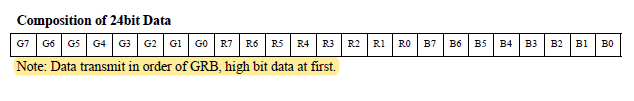 Composition of 24bit Data
G7 G6 G5 G4 G3 G2 G1 G0 R7 R6 R5 R4 R3 R2 R1 R0 B7 B6 B5 B4 B3 B2 B1 B0
Note: Data transmit in order of GRB, high bit data at first.